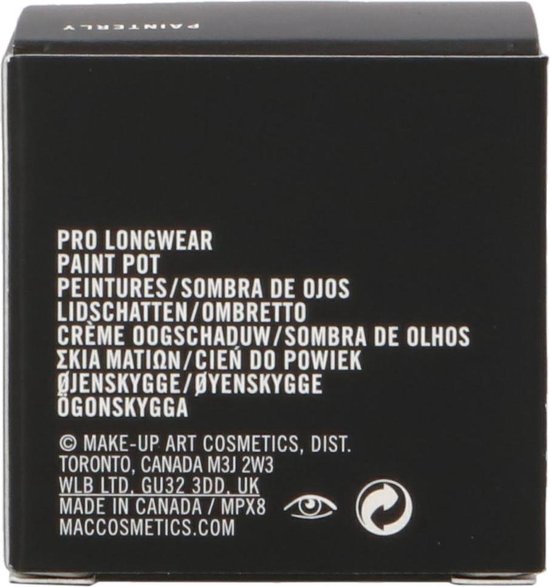 PAINTERLY
PRO LONGWEAR
PAINT POT
PEINTURES/SOMBRA DE OJOS
LIDSCHATTEN/OMBRETTO
CRÈME OOGSCHADUW/SOMBRA DE OLHOS
ΣΚΙΑ ΜΑΤΙΩΝ/CIEŃ DO POWIEK
ØJENSKYGGE/ØYENSKYGGE
ÖGONSKYGGA
© MAKE-UP ART COSMETICS, DIST.
TORONTO, CANADA M3J 2W3
WLB LTD, GU32 3DD, UK
MADE IN CANADA / MPX8
MACCOSMETICS.COM